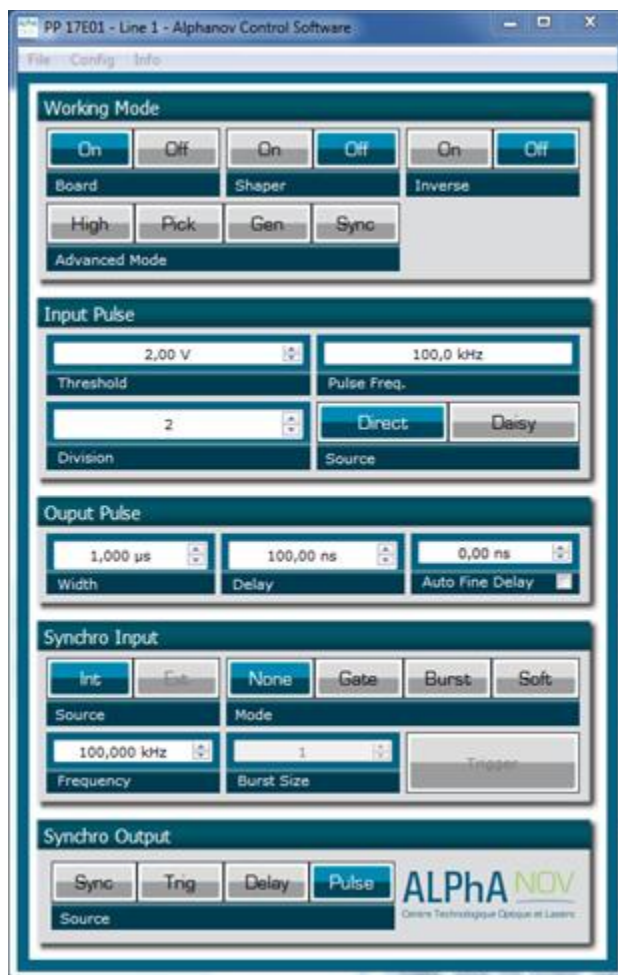 PP 17E01 - Line 1 - Alphanov Control Software
File Config Info
Working Mode
On Off On Off On Off
Board Shaper Inverse
High Pick Gen Sync
Advanced Mode
Input Pulse
2,00 V 100,0 kHz
Threshold Pulse Freq.
2 Direct Daisy
Division Source
Ouput Pulse
1,000 µs 100,00 ns 0,00 ns
Width Delay Auto Fine Delay
Synchro Input
Int Ext None Gate Burst Soft
Source Mode
100,000 kHz 1 Trigger
Frequency Burst Size
Synchro Output
Sync Trig Delay Pulse
Source
ALPhANOV
Centre Technologique Optique et Lasers